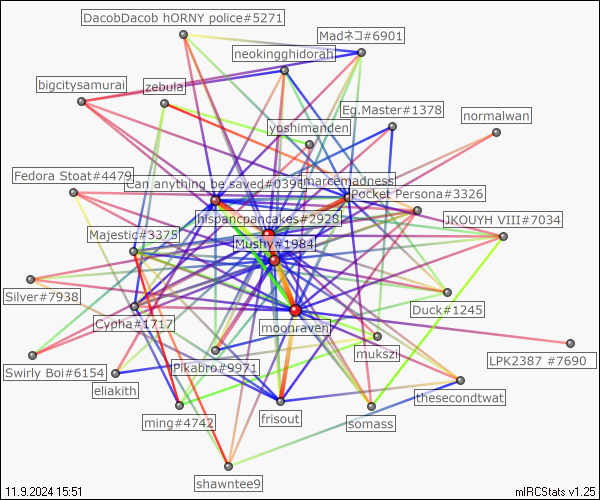 DacobDacob hORNY police#5271
Madネコ#6901
neokingghidorah
bigcitysamurai
zebula
Eg.Master#1378
normalwan
yoshimanden
Fedora Stoat#4479
Can anything be saved#0396
marcemadness
Pocket Persona#3326
hispancpancakes#2928
JKOUYH VIII#7034
Majestic#3375
Mushy#1984
Silver#7938
Duck#1245
Cypha#1717
moonraven
mukszi
LPK2387 #7690
Swirly Boi#6154
Pikabro#9971
eliakith
thesecondtwat
ming#4742
frisout
somass
shawntee9
11.9.2024 15:51
mIRCStats v1.25